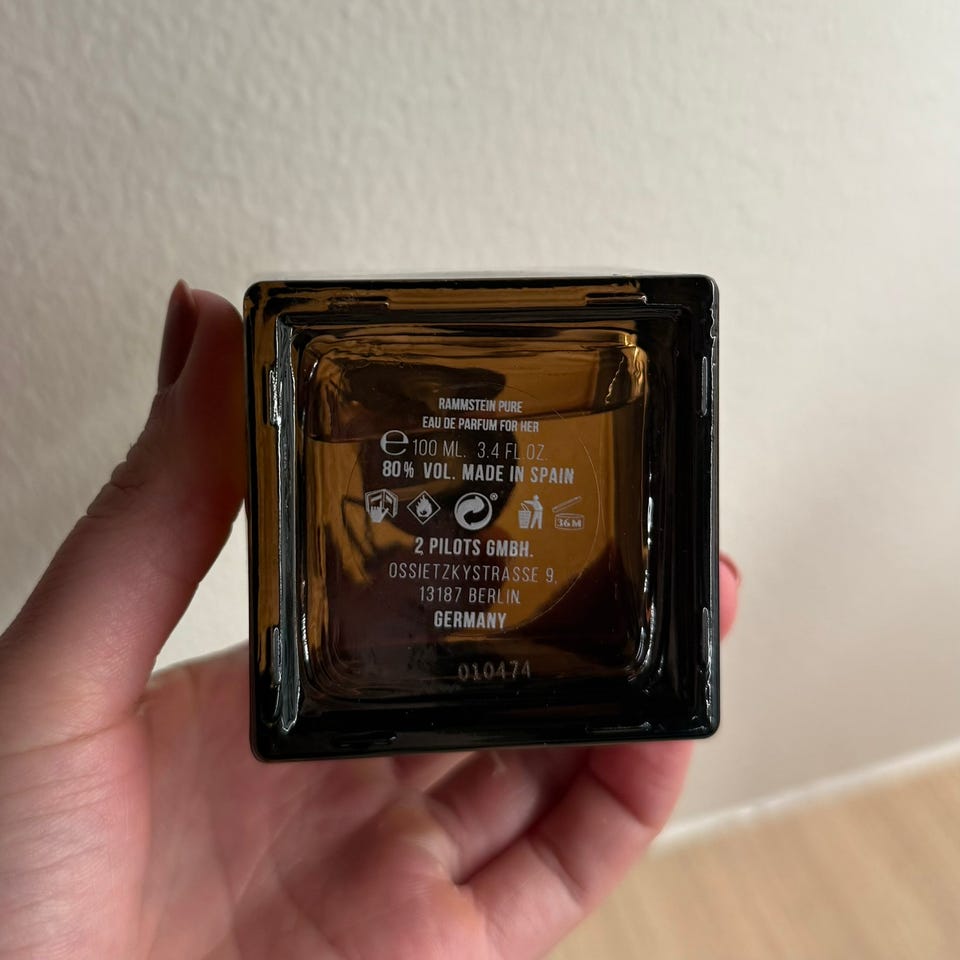 RAMMSTEIN PURE
EAU DE PARFUM FOR HER
e 100 ML. 3.4 FL.OZ.
80% VOL. MADE IN SPAIN
36M
2 PILOTS GMBH.
OSSIETZKYSTRASSE 9,
13187 BERLIN
GERMANY
010474